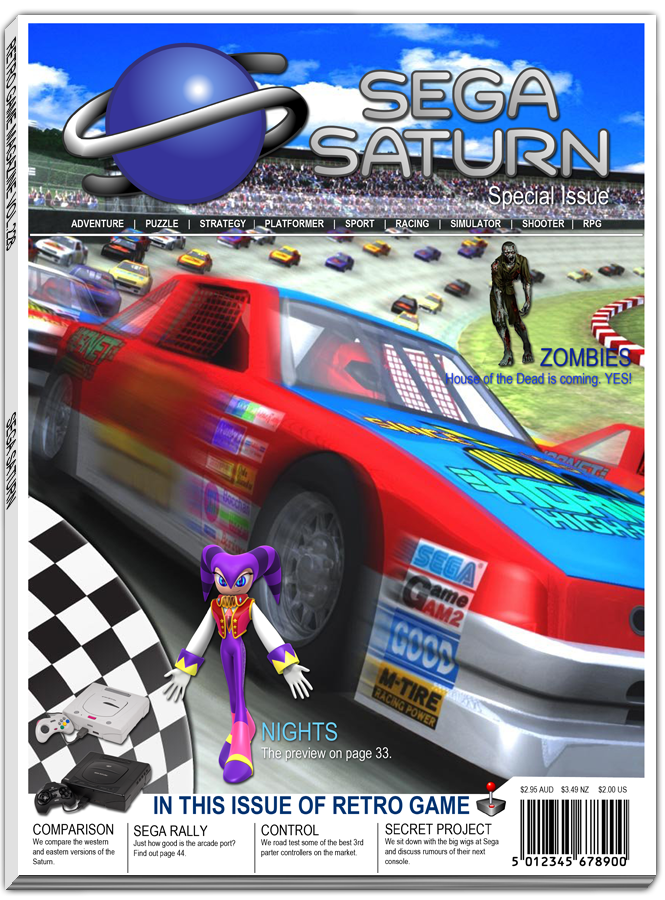 SEGA
SATURN
Special Issue
ADVENTURE | PUZZLE | STRATEGY | PLATFORMER | SPORT | RACING | SIMULATOR | SHOOTER | RPG
ZOMBIES
House of the Dead is coming. YES!
SINCE
HORNET
SEGA
Game
GAM2
GOOD
M-TIRE
RACING POWER
NIGHTS
The preview on page 33.
IN THIS ISSUE OF RETRO GAME
$2.95 AUD $3.49 NZ $2.00 US
COMPARISON
We compare the western
and eastern versions of the
Saturn.
SEGA RALLY
Just how good is the arcade port?
Find out page 44.
CONTROL
We road test some of the best 3rd
parter controllers on the market.
SECRET PROJECT
We sit down with the big wigs at Sega
and discuss rumours of their next
console.
5 012345 678900
SEGA SATURN